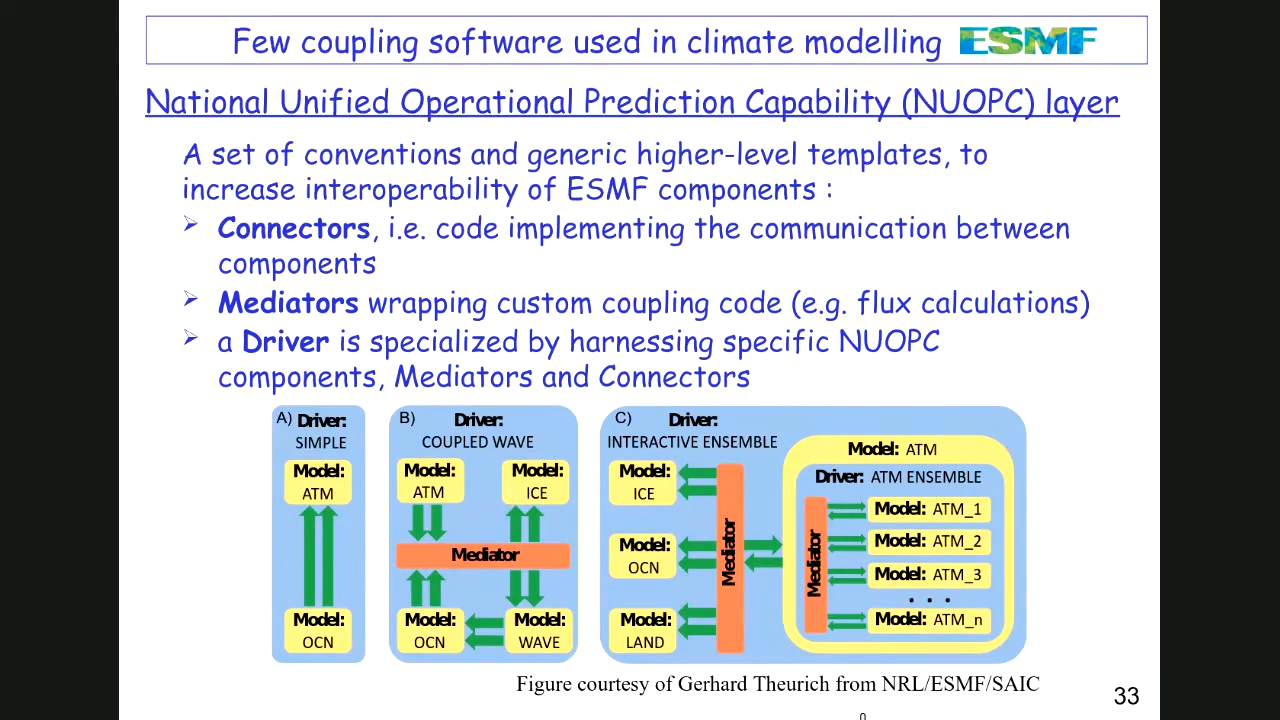 Few coupling software used in climate modelling ESMF
National Unified Operational Prediction Capability (NUOPC) layer
A set of conventions and generic higher-level templates, to
increase interoperability of ESMF components :
➢ Connectors, i.e. code implementing the communication between
components
➢ Mediators wrapping custom coupling code (e.g. flux calculations)
➢ a Driver is specialized by harnessing specific NUOPC
components, Mediators and Connectors
A) Driver:
SIMPLE
Model:
ATM
Model:
OCN
B) Driver:
COUPLED WAVE
Model:
ATM
Model:
ICE
Mediator
Model:
OCN
Model:
WAVE
C) Driver:
INTERACTIVE ENSEMBLE
Model:
ICE
Model:
OCN
Model:
LAND
Mediator
Model: ATM
Driver: ATM ENSEMBLE
Mediator
Model: ATM_1
Model: ATM_2
Model: ATM_3
. . .
Model: ATM_n
Figure courtesy of Gerhard Theurich from NRL/ESMF/SAIC
33